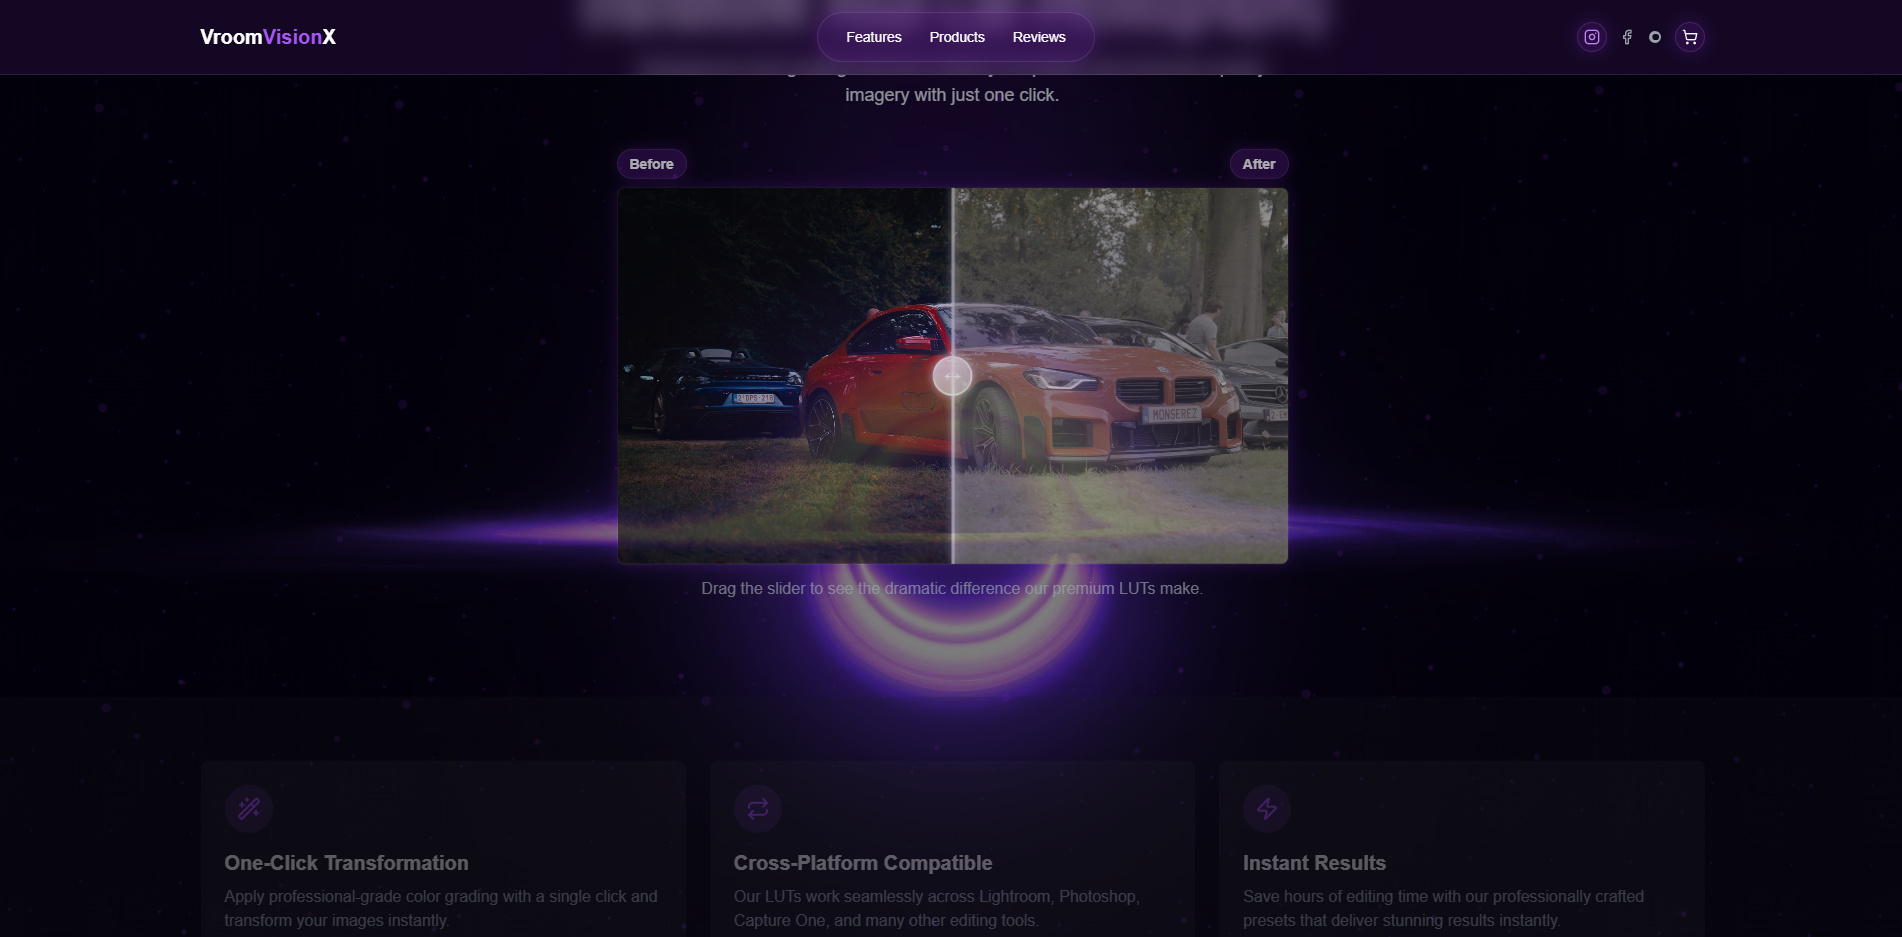 VroomVisionX
Features
Products
Reviews
imagery with just one click.
Before
After
MONSEREZ
Drag the slider to see the dramatic difference our premium LUTs make.
One-Click Transformation
Apply professional-grade color grading with a single click and
transform your images instantly.
Cross-Platform Compatible
Our LUTs work seamlessly across Lightroom, Photoshop,
Capture One, and many other editing tools.
Instant Results
Save hours of editing time with our professionally crafted
presets that deliver stunning results instantly.